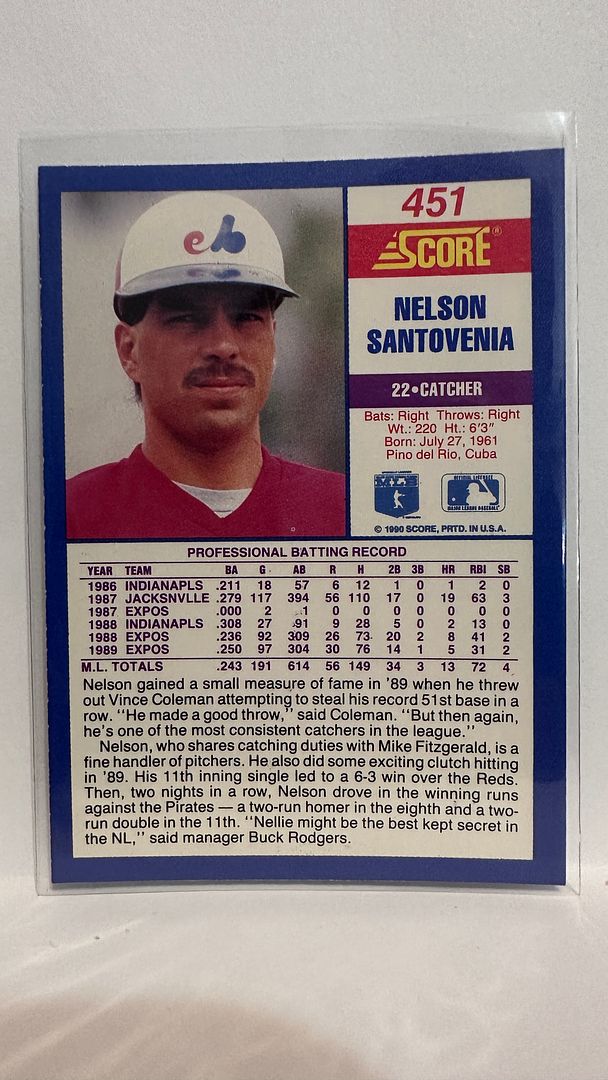 451
SCORE®
NELSON
SANTOVENIA
22•CATCHER
Bats: Right Throws: Right
Wt.: 220 Ht.: 6'3"
Born: July 27, 1961
Pino del Rio, Cuba
© 1990 SCORE, PRTD. IN U.S.A.
PROFESSIONAL BATTING RECORD
YEAR TEAM BA G AB R H 2B 3B HR RBI SB
1986 INDIANAPLS .211 18 57 6 12 1 0 1 2 0
1987 JACKSNVLLE .279 117 394 56 110 17 0 19 63 3
1987 EXPOS .000 2 1 0 0 0 0 0 0 0
1988 INDIANAPLS .308 27 91 9 28 5 0 2 13 0
1988 EXPOS .236 92 309 26 73 20 2 8 41 2
1989 EXPOS .250 97 304 30 76 14 1 5 31 2
M.L. TOTALS .243 191 614 56 149 34 3 13 72 4
Nelson gained a small measure of fame in '89 when he threw
out Vince Coleman attempting to steal his record 51st base in a
row. "He made a good throw," said Coleman. "But then again,
he's one of the most consistent catchers in the league."
Nelson, who shares catching duties with Mike Fitzgerald, is a
fine handler of pitchers. He also did some exciting clutch hitting
in '89. His 11th inning single led to a 6-3 win over the Reds.
Then, two nights in a row, Nelson drove in the winning runs
against the Pirates — a two-run homer in the eighth and a two-
run double in the 11th. "Nellie might be the best kept secret in
the NL," said manager Buck Rodgers.